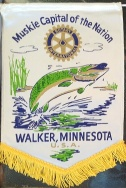 Muskie Capital of the Nation
WALKER, MINNESOTA
U.S.A.